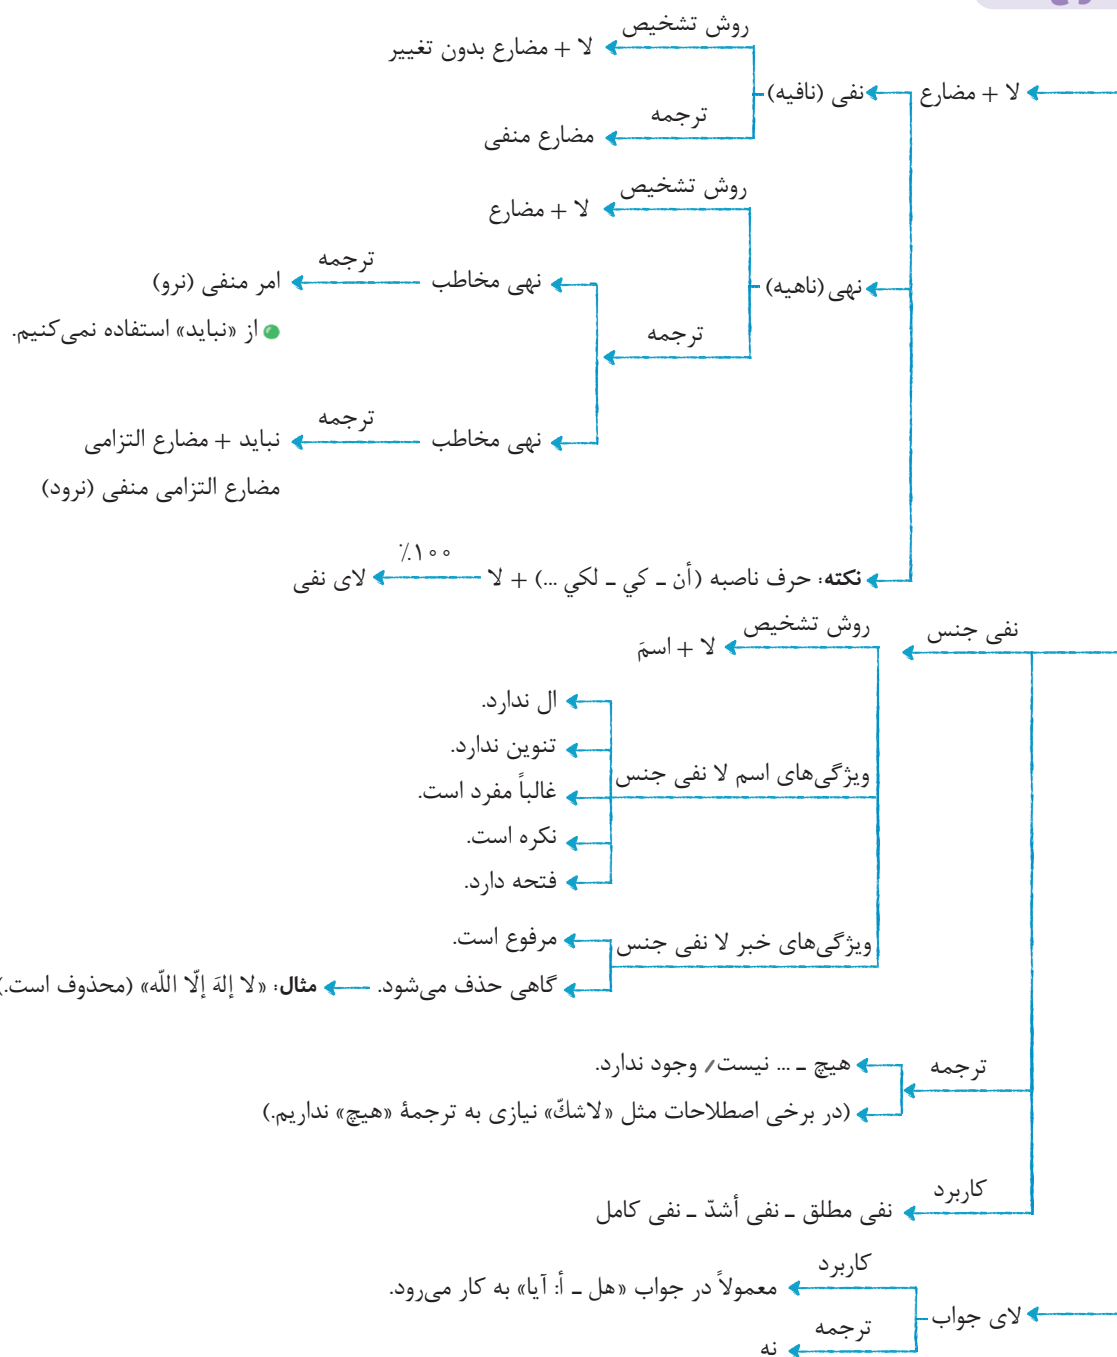 لا + مضارع
نفی (نافیه)
روش تشخیص
لا + مضارع بدون تغییر
ترجمه
مضارع منفی
نهی (ناهیه)
روش تشخیص
لا + مضارع
ترجمه
نهی مخاطب
ترجمه
امر منفی (نرو)
از «نباید» استفاده نمی‌کنیم.
نهی مخاطب
ترجمه
نباید + مضارع التزامی
مضارع التزامی منفی (نرود)
نکته: حرف ناصبه (أن ـ کي ـ لکي ...) + لا
٪۱۰۰
لای نفی
نفی جنس
روش تشخیص
لا + اسمَ
ویژگی‌های اسم لا نفی جنس
ال ندارد.
تنوین ندارد.
غالباً مفرد است.
نکره است.
فتحه دارد.
ویژگی‌های خبر لا نفی جنس
مرفوع است.
گاهی حذف می‌شود.
مثال: «لا إلهَ إلّا اللّه» (محذوف است.)
ترجمه
هیچ ـ ... نیست/ وجود ندارد.
(در برخی اصطلاحات مثل «لاشكّ» نیازی به ترجمهٔ «هیچ» نداریم.)
کاربرد
نفی مطلق ـ نفی أشدّ ـ نفی کامل
لای جواب
کاربرد
معمولاً در جواب «هل ـ أ: آیا» به کار می‌رود.
ترجمه
نه